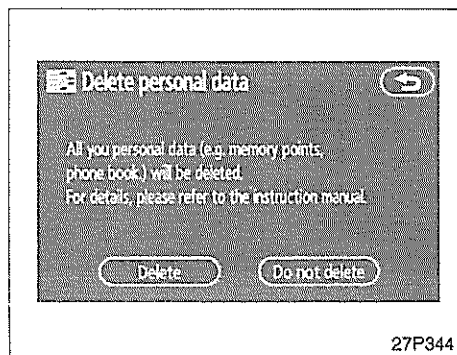 Delete personal data
All you personal data (e.g. memory points,
phone book.) will be deleted.
For details, please refer to the instruction manual.
Delete Do not delete
27P344